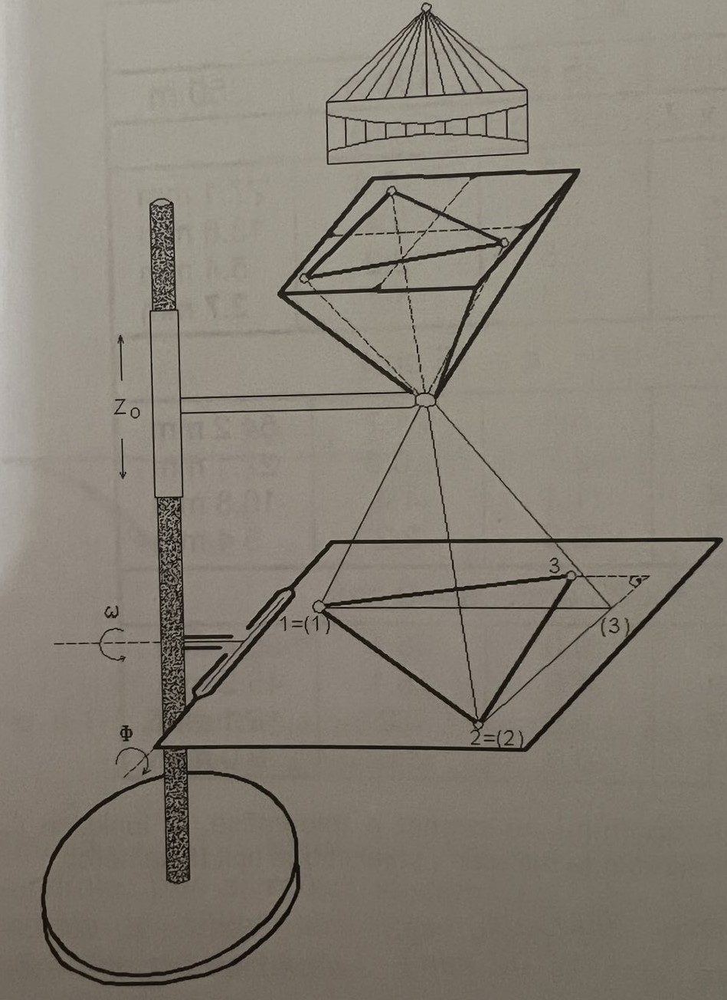 Z₀
3
1=(1)
(3)
ω
2=(2)
Φ